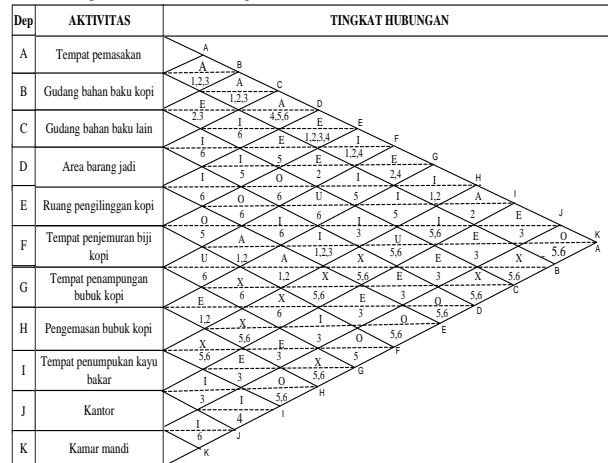 Dep AKTIVITAS TINGKAT HUBUNGAN
A Tempat pemasakan
A
A B
B Gudang bahan baku kopi
1,2,3 A C
E 1,2,3 A D
C Gudang bahan baku lain
2.3 I 4,5,6 E E
6 6 E 1,2,3,4 I F
D Area barang jadi
I 5 E 1,2,4 E G
I 5 O 2 I 2,4 I H
E Ruang pengilinggan kopi
6 O 6 U 5 I 1,2 A I
O 6 I 6 I 5 I 2 E J
F Tempat penjemuran biji kopi
5 A 6 I 3 U 5,6 E 3 O K
U 1,2 A 1,2,3 X 5,6 E 3 X 5,6 A
G Tempat penampungan bubuk kopi
6 X 1,2 X 5,6 E 3 X 5,6 B
E 6 X 5,6 E 3 O 5,6 C
H Pengemasan bubuk kopi
1,2 X 6 I 3 O 5,6 D
X 5,6 E 3 O 5,6 E
I Tempat penumpukan kayu bakar
5,6 E 3 X 5 F
I 3 O 5,6 G
J Kantor
3 I 5,6 H
I 4 I
K Kamar mandi
6 J
K